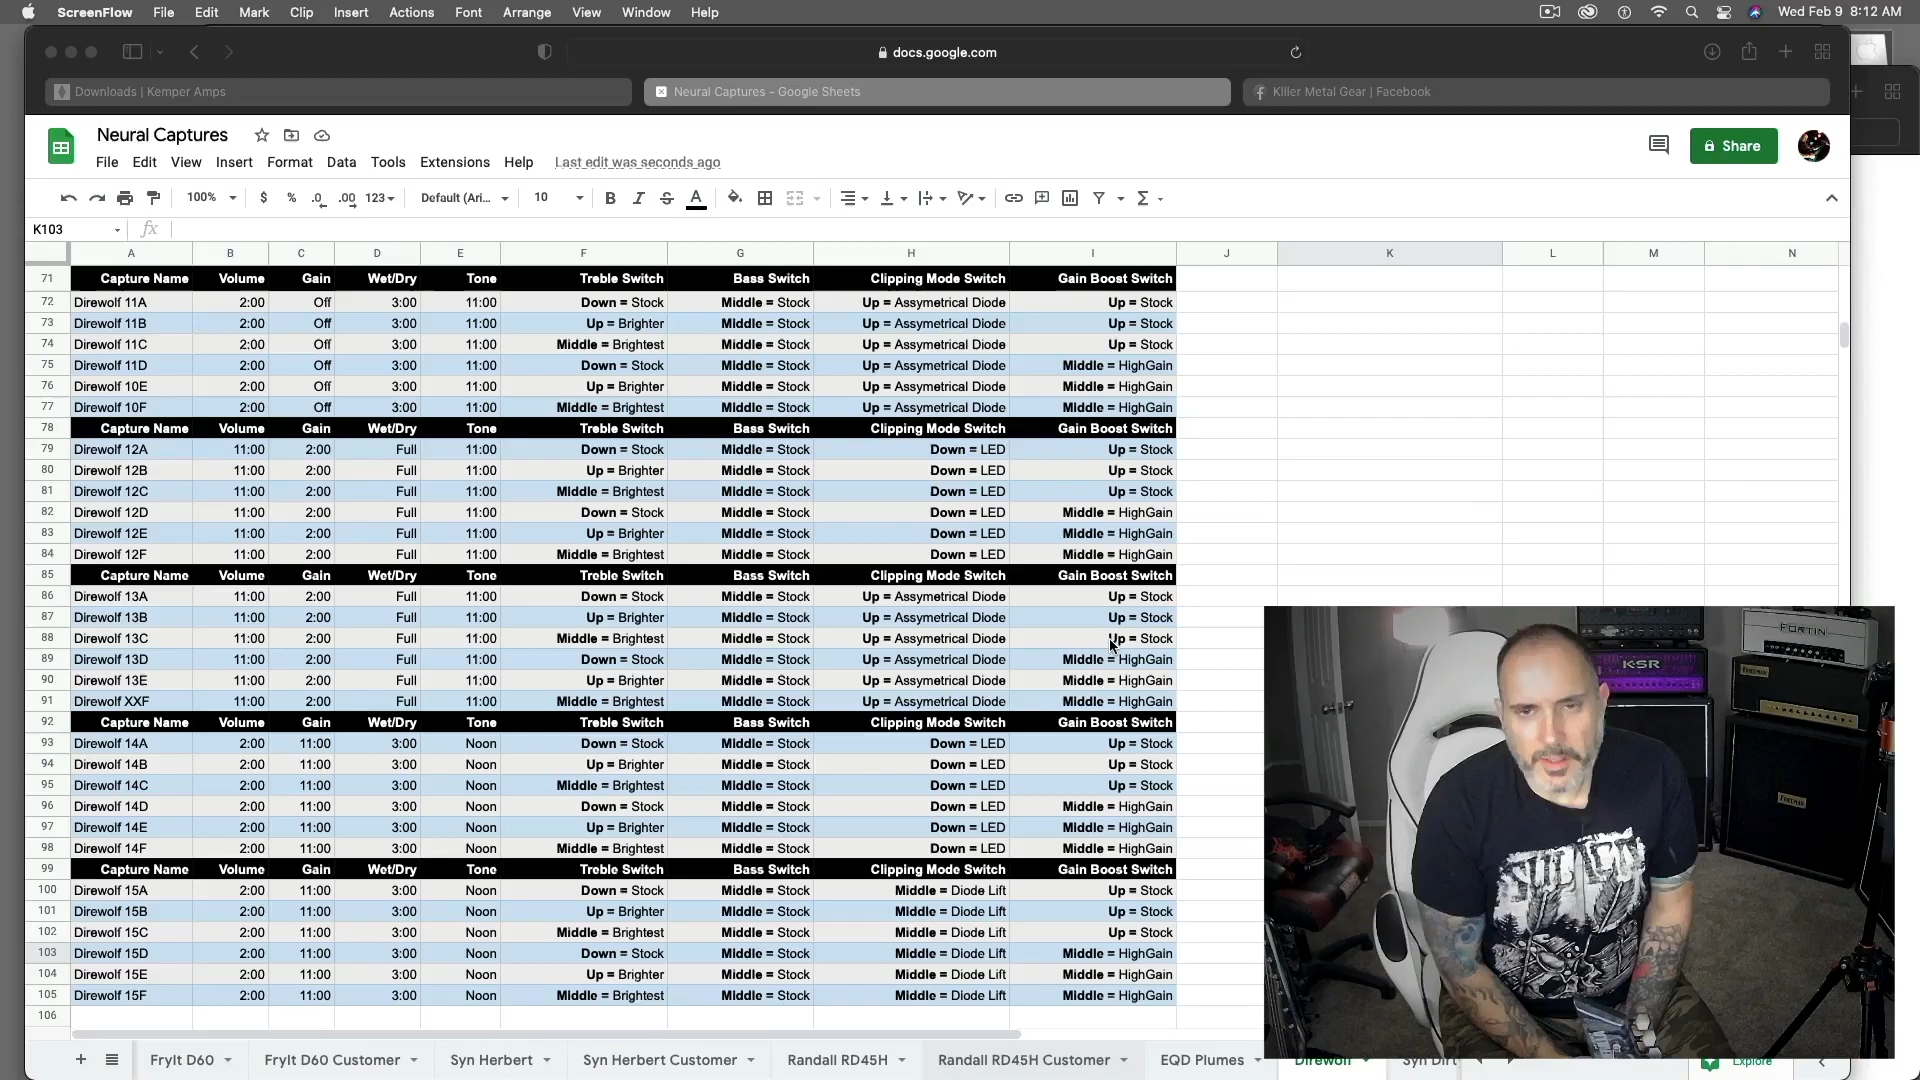 ScreenFlow File Edit Mark Clip Insert Actions Font Arrange View Window Help Wed Feb 9 8:12 AM
docs.google.com
Downloads | Kemper Amps Neural Captures - Google Sheets KIller Metal Gear | Facebook
Neural Captures
Share
File Edit View Insert Format Data Tools Extensions Help Last edit was seconds ago
100% $ % .0 .00 123 Default (Ari... 10 B I S A Σ
K103 fx
A B C D E F G H I J K L M N
71 Capture Name Volume Gain Wet/Dry Tone Treble Switch Bass Switch Clipping Mode Switch Gain Boost Switch
72 Direwolf 11A 2:00 Off 3:00 11:00 Down = Stock Middle = Stock Up = Assymetrical Diode Up = Stock
73 Direwolf 11B 2:00 Off 3:00 11:00 Up = Brighter Middle = Stock Up = Assymetrical Diode Up = Stock
74 Direwolf 11C 2:00 Off 3:00 11:00 Middle = Brightest Middle = Stock Up = Assymetrical Diode Up = Stock
75 Direwolf 11D 2:00 Off 3:00 11:00 Down = Stock Middle = Stock Up = Assymetrical Diode Middle = HighGain
76 Direwolf 10E 2:00 Off 3:00 11:00 Up = Brighter Middle = Stock Up = Assymetrical Diode Middle = HighGain
77 Direwolf 10F 2:00 Off 3:00 11:00 Middle = Brightest Middle = Stock Up = Assymetrical Diode Middle = HighGain
78 Capture Name Volume Gain Wet/Dry Tone Treble Switch Bass Switch Clipping Mode Switch Gain Boost Switch
79 Direwolf 12A 11:00 2:00 Full 11:00 Down = Stock Middle = Stock Down = LED Up = Stock
80 Direwolf 12B 11:00 2:00 Full 11:00 Up = Brighter Middle = Stock Down = LED Up = Stock
81 Direwolf 12C 11:00 2:00 Full 11:00 Middle = Brightest Middle = Stock Down = LED Up = Stock
82 Direwolf 12D 11:00 2:00 Full 11:00 Down = Stock Middle = Stock Down = LED Middle = HighGain
83 Direwolf 12E 11:00 2:00 Full 11:00 Up = Brighter Middle = Stock Down = LED Middle = HighGain
84 Direwolf 12F 11:00 2:00 Full 11:00 Middle = Brightest Middle = Stock Down = LED Middle = HighGain
85 Capture Name Volume Gain Wet/Dry Tone Treble Switch Bass Switch Clipping Mode Switch Gain Boost Switch
86 Direwolf 13A 11:00 2:00 Full 11:00 Down = Stock Middle = Stock Up = Assymetrical Diode Up = Stock
87 Direwolf 13B 11:00 2:00 Full 11:00 Up = Brighter Middle = Stock Up = Assymetrical Diode Up = Stock
88 Direwolf 13C 11:00 2:00 Full 11:00 Middle = Brightest Middle = Stock Up = Assymetrical Diode Up = Stock
89 Direwolf 13D 11:00 2:00 Full 11:00 Down = Stock Middle = Stock Up = Assymetrical Diode Middle = HighGain
90 Direwolf 13E 11:00 2:00 Full 11:00 Up = Brighter Middle = Stock Up = Assymetrical Diode Middle = HighGain
91 Direwolf XXF 11:00 2:00 Full 11:00 Middle = Brightest Middle = Stock Up = Assymetrical Diode Middle = HighGain
92 Capture Name Volume Gain Wet/Dry Tone Treble Switch Bass Switch Clipping Mode Switch Gain Boost Switch
93 Direwolf 14A 2:00 11:00 3:00 Noon Down = Stock Middle = Stock Down = LED Up = Stock
94 Direwolf 14B 2:00 11:00 3:00 Noon Up = Brighter Middle = Stock Down = LED Up = Stock
95 Direwolf 14C 2:00 11:00 3:00 Noon Middle = Brightest Middle = Stock Down = LED Up = Stock
96 Direwolf 14D 2:00 11:00 3:00 Noon Down = Stock Middle = Stock Down = LED Middle = HighGain
97 Direwolf 14E 2:00 11:00 3:00 Noon Up = Brighter Middle = Stock Down = LED Middle = HighGain
98 Direwolf 14F 2:00 11:00 3:00 Noon Middle = Brightest Middle = Stock Down = LED Middle = HighGain
99 Capture Name Volume Gain Wet/Dry Tone Treble Switch Bass Switch Clipping Mode Switch Gain Boost Switch
100 Direwolf 15A 2:00 11:00 3:00 Noon Down = Stock Middle = Stock Middle = Diode Lift Up = Stock
101 Direwolf 15B 2:00 11:00 3:00 Noon Up = Brighter Middle = Stock Middle = Diode Lift Up = Stock
102 Direwolf 15C 2:00 11:00 3:00 Noon Middle = Brightest Middle = Stock Middle = Diode Lift Up = Stock
103 Direwolf 15D 2:00 11:00 3:00 Noon Down = Stock Middle = Stock Middle = Diode Lift Middle = HighGain
104 Direwolf 15E 2:00 11:00 3:00 Noon Up = Brighter Middle = Stock Middle = Diode Lift Middle = HighGain
105 Direwolf 15F 2:00 11:00 3:00 Noon Middle = Brightest Middle = Stock Middle = Diode Lift Middle = HighGain
106
FORTIN
KSR
FryIt D60 FryIt D60 Customer Syn Herbert Syn Herbert Customer Randall RD45H Randall RD45H Customer EQD Plumes Direwolf Syn Dirt Explore